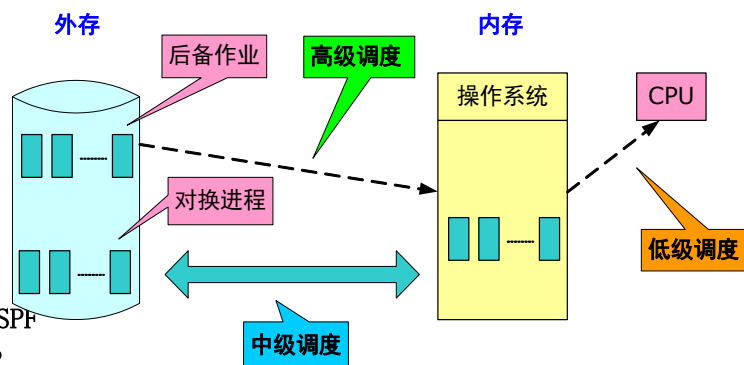 外存
内存
后备作业
高级调度
操作系统
CPU
对换进程
低级调度
SPF
中级调度